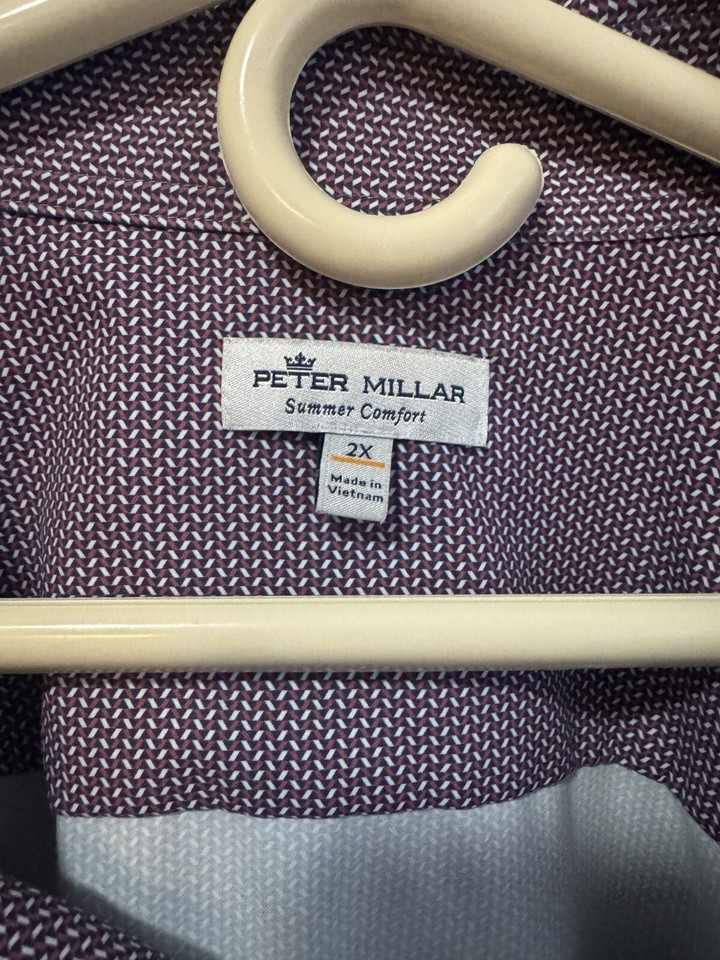 PETER MILLAR
Summer Comfort
2X
Made in
Vietnam